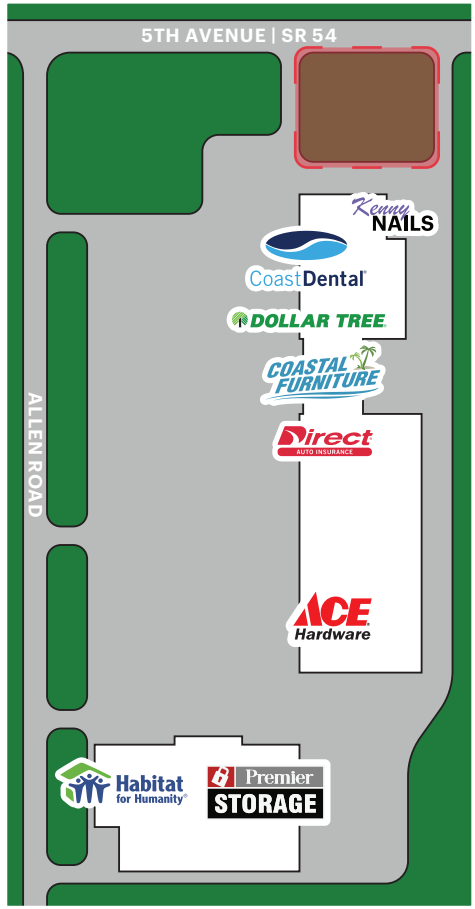 5TH AVENUE | SR 54
Kenny
NAILS
CoastDental®
DOLLAR TREE
COASTAL
FURNITURE
Direct
AUTO INSURANCE
ALLEN ROAD
ACE
Hardware
Habitat
for Humanity®
Premier
STORAGE